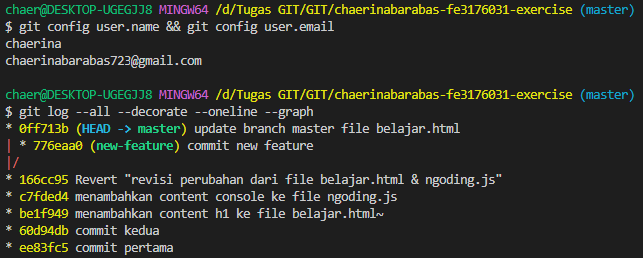 chaer@DESKTOP-UGEGJJ8 MINGW64 /d/Tugas GIT/GIT/chaerinabarabas-fe3176031-exercise (master)
$ git config user.name && git config user.email
chaerina
chaerinabarabas723@gmail.com
chaer@DESKTOP-UGEGJJ8 MINGW64 /d/Tugas GIT/GIT/chaerinabarabas-fe3176031-exercise (master)
$ git log --all --decorate --oneline --graph
* 0ff713b (HEAD -> master) update branch master file belajar.html
| * 776eaa0 (new-feature) commit new feature
|/
* 166cc95 Revert "revisi perubahan dari file belajar.html & ngoding.js"
* c7fded4 menambahkan content console ke file ngoding.js
* be1f949 menambahkan content h1 ke file belajar.html~
* 60d94db commit kedua
* ee83fc5 commit pertama